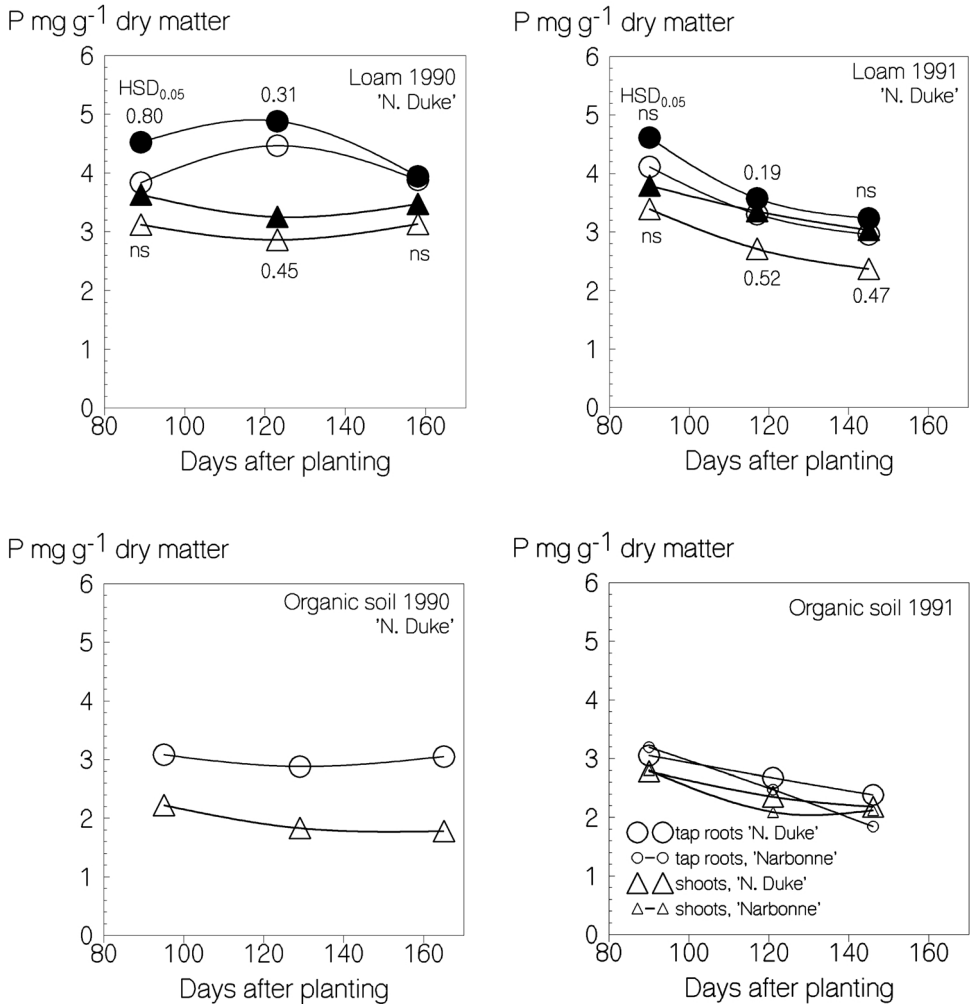 P mg g-1 dry matter
6
5
4
3
2
1
0
Loam 1990
'N. Duke'
HSD0.05
0.80
0.31
ns
0.45
ns
80 100 120 140 160
Days after planting
P mg g-1 dry matter
6
5
4
3
2
1
0
Loam 1991
'N. Duke'
HSD0.05
ns
0.19
ns
ns
0.52
0.47
80 100 120 140 160
Days after planting
P mg g-1 dry matter
6
5
4
3
2
1
0
Organic soil 1990
'N. Duke'
80 100 120 140 160
Days after planting
P mg g-1 dry matter
6
5
4
3
2
1
0
Organic soil 1991
tap roots 'N. Duke'
tap roots, 'Narbonne'
shoots, 'N. Duke'
shoots, 'Narbonne'
80 100 120 140 160
Days after planting